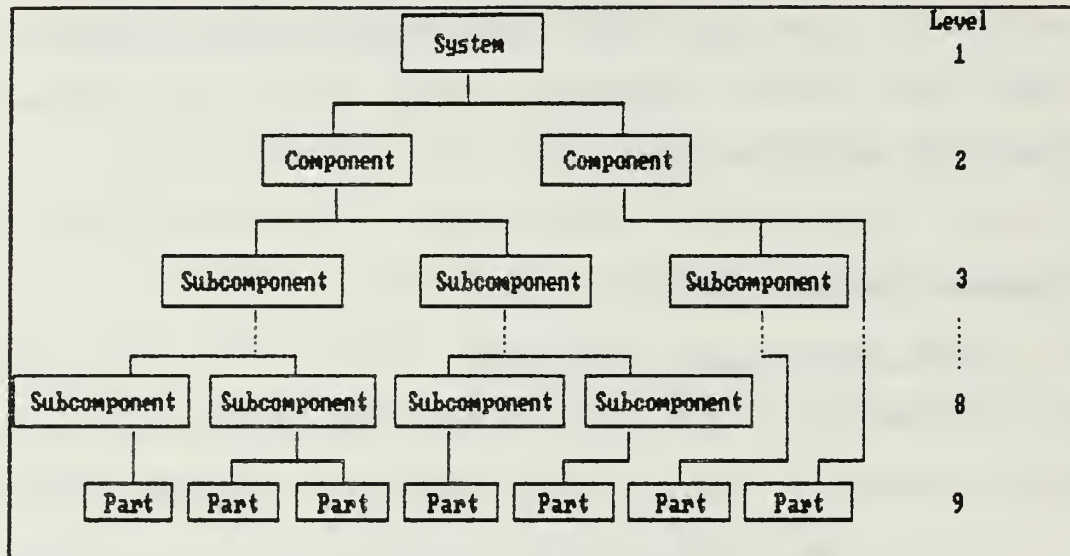 Level
System 1
Component Component 2
Subcomponent Subcomponent Subcomponent 3
Subcomponent Subcomponent Subcomponent Subcomponent 8
Part Part Part Part Part Part Part 9